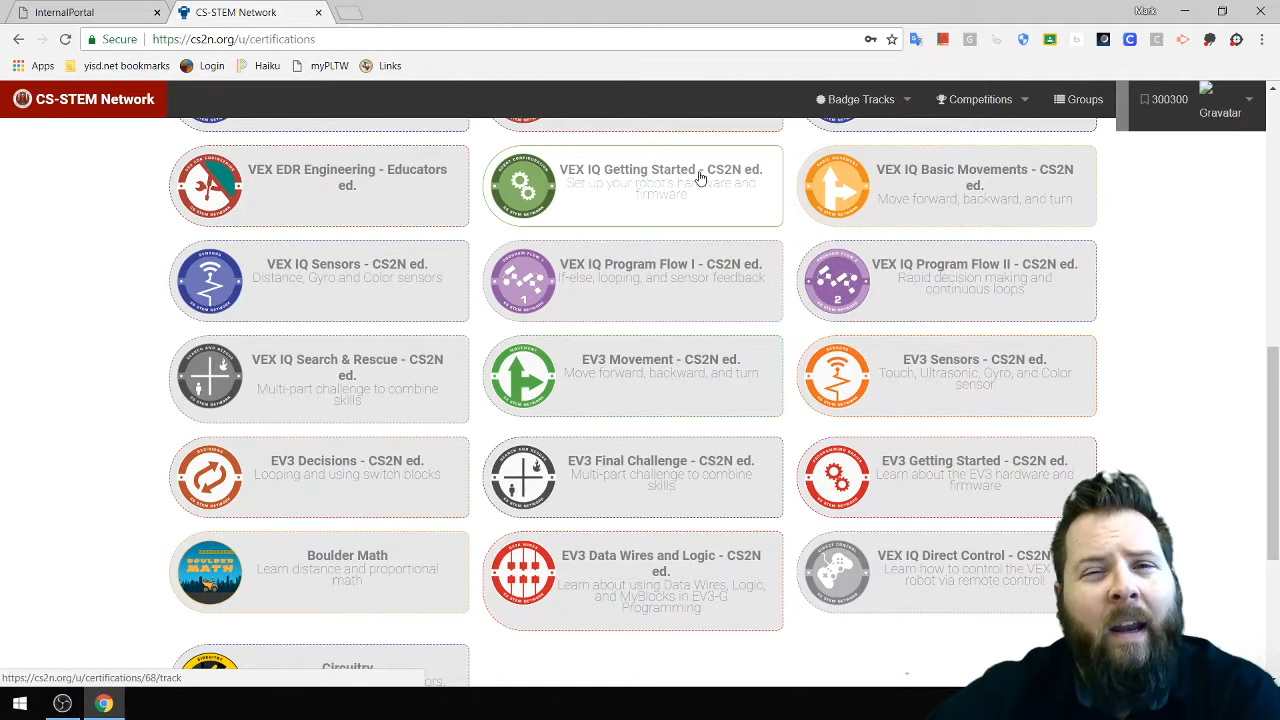 InternalPortal
CS-STEM Network
Mark
Secure
https://cs2n.org/u/certifications
Apps
yisd.net bookmarks
Login
Haiku
myPLTW
Links
CS-STEM Network
Badge Tracks
Competitions
Groups
300300
Gravatar
VEX EDR Engineering - Educators
ed.
VEX IQ Getting Started - CS2N ed.
Set up your robot's hardware and
firmware
VEX IQ Basic Movements - CS2N
ed.
Move forward, backward, and turn
VEX IQ Sensors - CS2N ed.
Distance, Gyro and Color sensors
VEX IQ Program Flow I - CS2N ed.
If-else, looping, and sensor feedback
VEX IQ Program Flow II - CS2N ed.
Rapid decision making and
continuous loops
VEX IQ Search & Rescue - CS2N
ed.
Multi-part challenge to combine
skills
EV3 Movement - CS2N ed.
Move forward, backward, and turn
EV3 Sensors - CS2N ed.
Touch, Ultrasonic, Gyro, and Color
sensor
EV3 Decisions - CS2N ed.
Looping and using switch blocks
EV3 Final Challenge - CS2N ed.
Multi-part challenge to combine
skills
EV3 Getting Started - CS2N ed.
Learn about the EV3 hardware and
firmware
BOULDER
MATH
Boulder Math
Learn distance and proportional
math
EV3 Data Wires and Logic - CS2N
ed.
Learn about using Data Wires, Logic,
and MyBlocks in EV3-G
Programming
VEX IQ Direct Control - CS2N
Learn how to control the VEX
robot via remote control!
Circuitry
https://cs2n.org/u/certifications/68/track